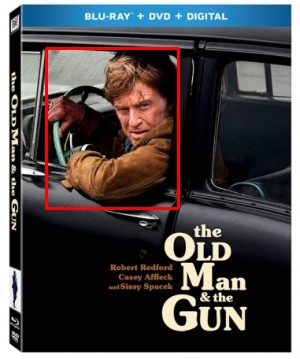 BLU-RAY + DVD + DIGITAL
the OLD MAN & the GUN
Robert Redford
Casey Affleck
and Sissy Spacek
the
OLD
MAN
& the
GUN